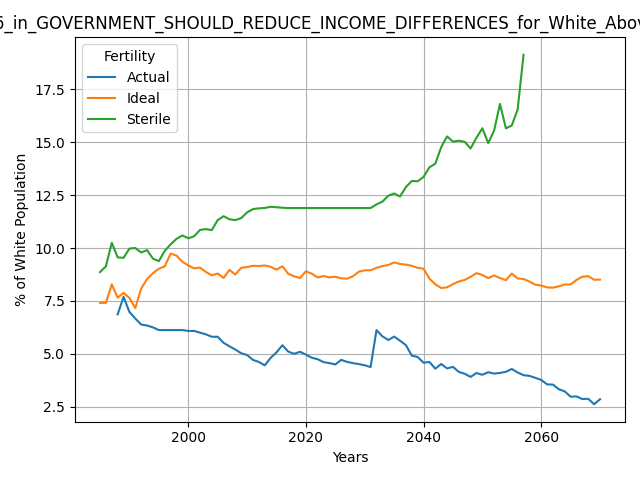 6_in_GOVERNMENT_SHOULD_REDUCE_INCOME_DIFFERENCES_for_White_Abov
Fertility
Actual
Ideal
Sterile
17.5
15.0
12.5
10.0
7.5
5.0
2.5
% of White Population
2000
2020
2040
2060
Years